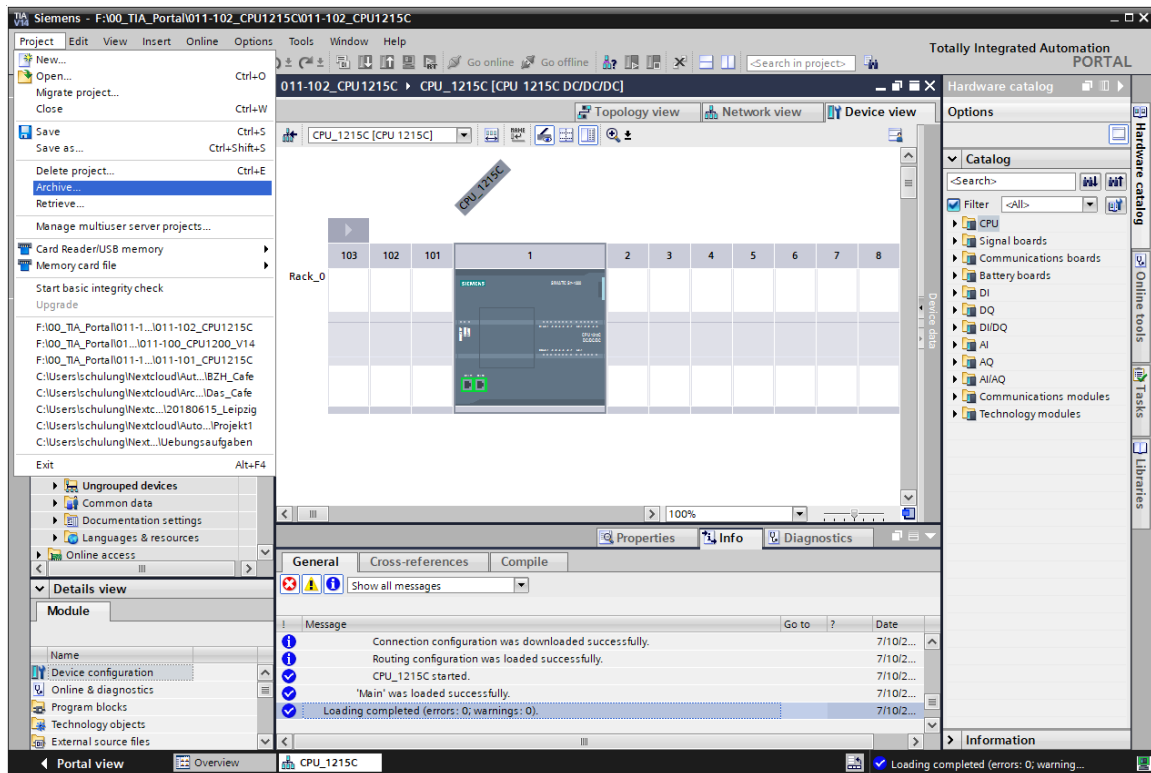 TIA V14 Siemens - F:\00_TIA_Portal\011-102_CPU1215C\011-102_CPU1215C
Project Edit View Insert Online Options Tools Window Help
Totally Integrated Automation
PORTAL
Go online Go offline <Search in project>
New...
Open... Ctrl+O
Migrate project...
Close Ctrl+W
Save Ctrl+S
Save as... Ctrl+Shift+S
Delete project... Ctrl+E
Archive...
Retrieve...
Manage multiuser server projects...
Card Reader/USB memory
Memory card file
Start basic integrity check
Upgrade
F:\00_TIA_Portal\011-1...\011-102_CPU1215C
F:\00_TIA_Portal\01...\011-100_CPU1200_V14
F:\00_TIA_Portal\011-1...\011-101_CPU1215C
C:\Users\schulung\Nextcloud\Aut...\BZH_Cafe
C:\Users\schulung\Nextcloud\Arc...\Das_Cafe
C:\Users\schulung\Nextc...\20180615_Leipzig
C:\Users\schulung\Nextcloud\Auto...\Projekt1
C:\Users\schulung\Next...\Uebungsaufgaben
Exit Alt+F4
Ungrouped devices
Common data
Documentation settings
Languages & resources
Online access
Details view
Module
Name
Device configuration
Online & diagnostics
Program blocks
Technology objects
External source files
011-102_CPU1215C CPU_1215C [CPU 1215C DC/DC/DC]
Topology view Network view Device view
CPU_1215C [CPU 1215C]
CPU_1215C
103 102 101 1 2 3 4 5 6 7 8
Rack_0
SIEMENS
Device data
100%
Properties Info Diagnostics
General Cross-references Compile
Show all messages
! Message Go to ? Date
Connection configuration was downloaded successfully. 7/10/2...
Routing configuration was loaded successfully. 7/10/2...
CPU_1215C started. 7/10/2...
'Main' was loaded successfully. 7/10/2...
Loading completed (errors: 0; warnings: 0). 7/10/2...
Hardware catalog
Options
Catalog
<Search>
Filter <All>
CPU
Signal boards
Communications boards
Battery boards
DI
DQ
DI/DQ
AI
AQ
AI/AQ
Communications modules
Technology modules
Information
Hardware catalog
Online tools
Tasks
Libraries
Portal view Overview CPU_1215C Loading completed (errors: 0; warning...